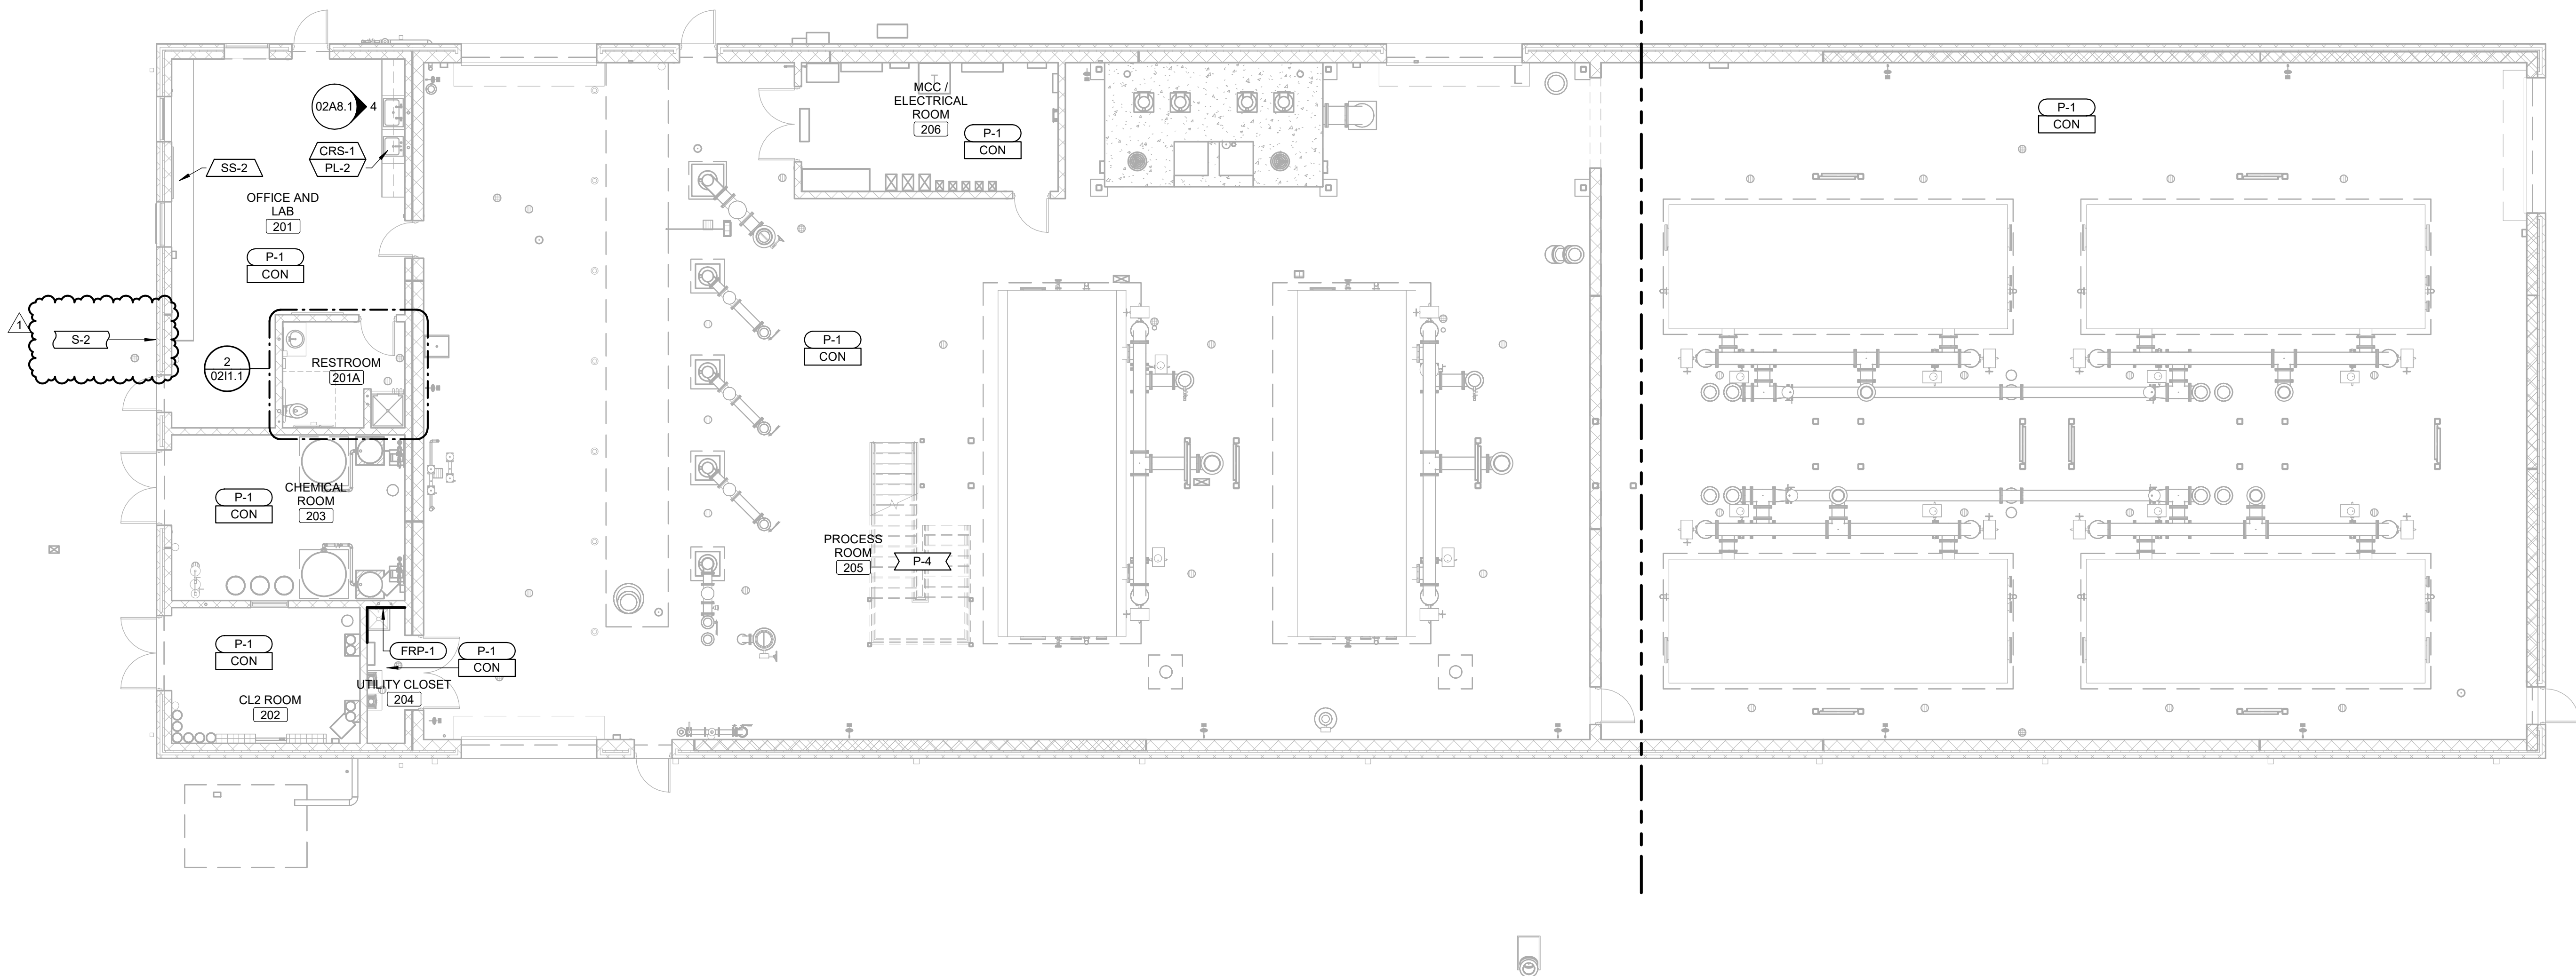 02A8.1
4
CRS-1
PL-2
SS-2
OFFICE AND
LAB
201
P-1
CON
1
S-2
2
02I1.1
RESTROOM
201A
P-1
CON
CHEMICAL
ROOM
203
P-1
CON
CL2 ROOM
202
FRP-1
P-1
CON
UTILITY CLOSET
204
MCC /
ELECTRICAL
ROOM
206
P-1
CON
P-1
CON
PROCESS
ROOM
205
P-4
P-1
CON